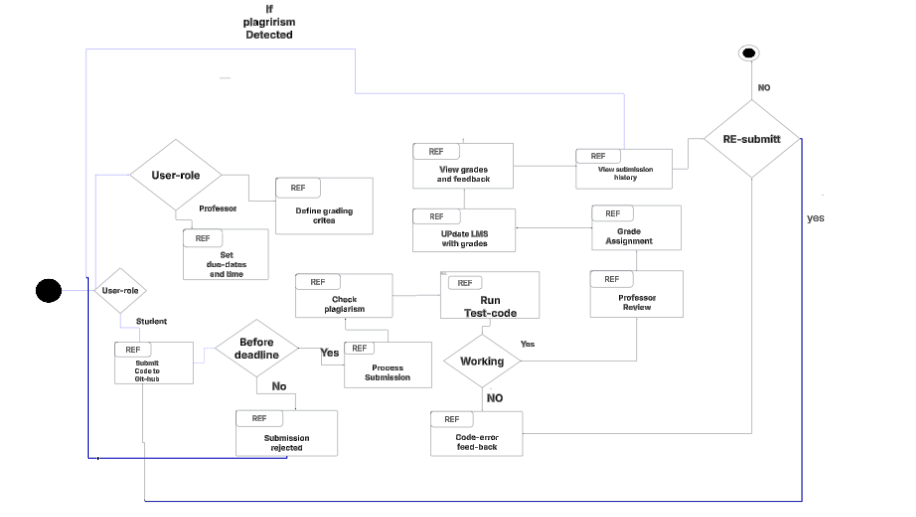 If
plagrirism
Detected
NO
RE-submitt
yes
User-role
Professor
REF
Define grading
critea
REF
Set
due-dates
and time
REF
View grades
and feedback
REF
View submission
history
REF
UPdate LMS
with grades
REF
Grade
Assignment
User-role
Student
REF
Check
plagiarism
REF
Run
Test-code
REF
Professor
Review
REF
Submit
Code to
Git-hub
Before
deadline
Yes
No
REF
Process
Submission
Working
Yes
NO
REF
Submission
rejected
REF
Code-error
feed-back